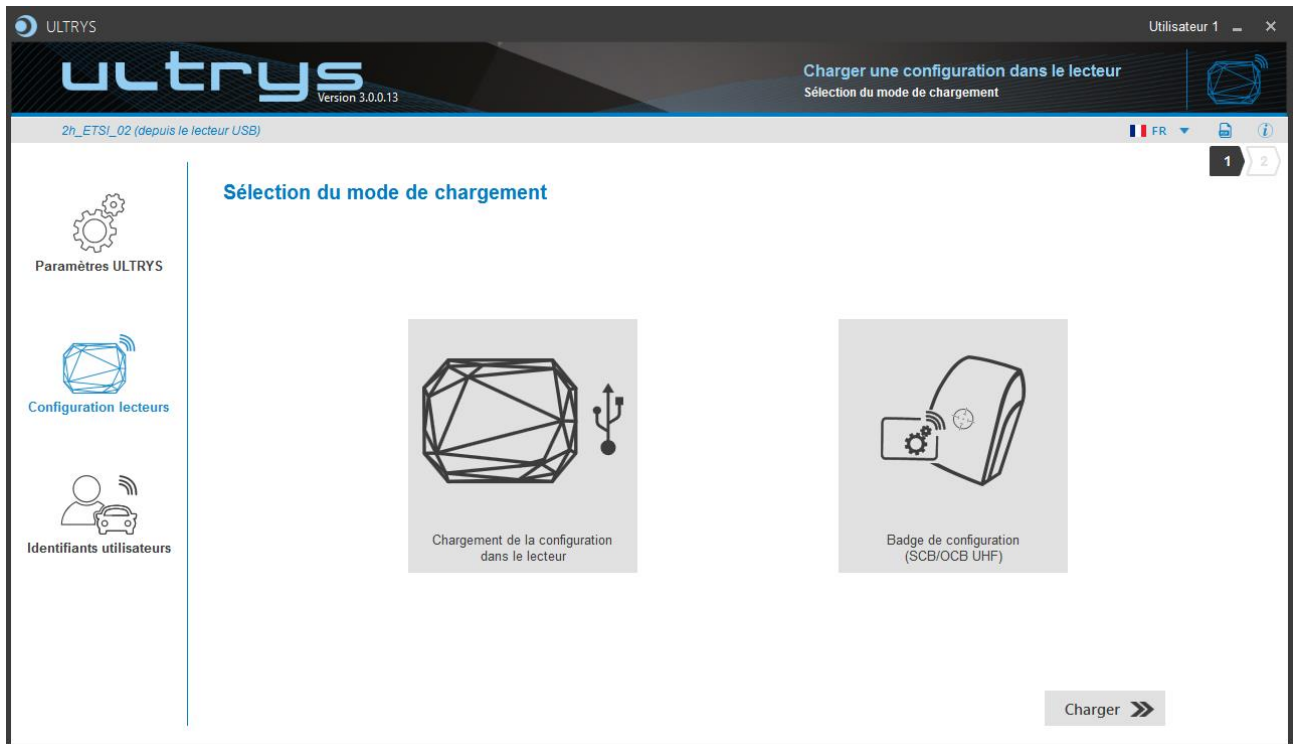 ULTRYS
Utilisateur 1
ultrys
Version 3.0.0.13
Charger une configuration dans le lecteur
Sélection du mode de chargement
2h_ETSI_02 (depuis le lecteur USB)
FR
1
2
Sélection du mode de chargement
Paramètres ULTRYS
Configuration lecteurs
Identifiants utilisateurs
Chargement de la configuration
dans le lecteur
Badge de configuration
(SCB/OCB UHF)
Charger